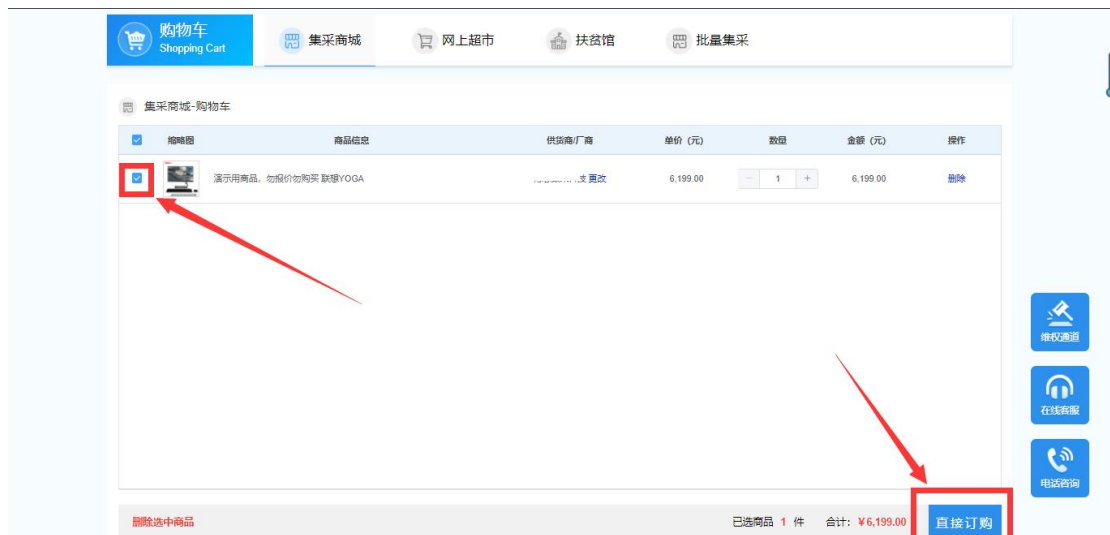 购物车
Shopping Cart
集采商城
网上超市
扶贫馆
批量集采
集采商城-购物车
缩略图 商品信息 供货商/厂商 单价（元） 数量 金额（元） 操作
演示用商品，勿报价勿购买 联想YOGA 更改 6,199.00 - 1 + 6,199.00 删除
维权通道
在线客服
电话咨询
删除选中商品 已选商品 1 件 合计：￥6,199.00 直接订购